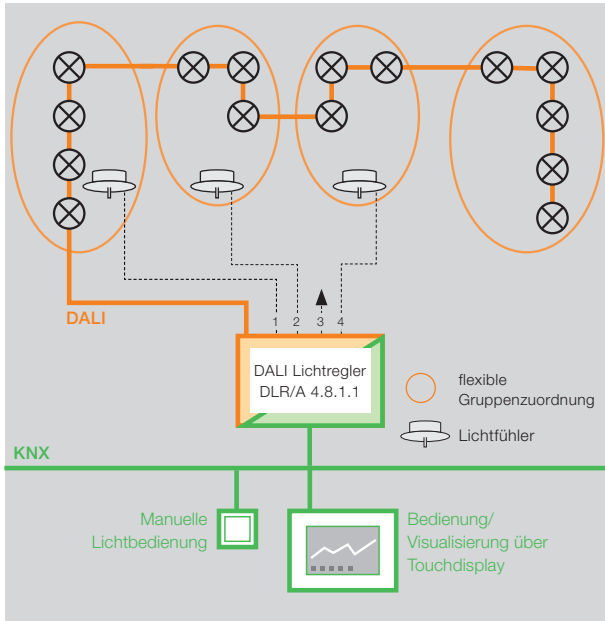 DALI
1 2 3 4
DALI Lichtregler
DLR/A 4.8.1.1
flexible
Gruppenzuordnung
Lichtfühler
KNX
Manuelle
Lichtbedienung
Bedienung/
Visualisierung über
Touchdisplay